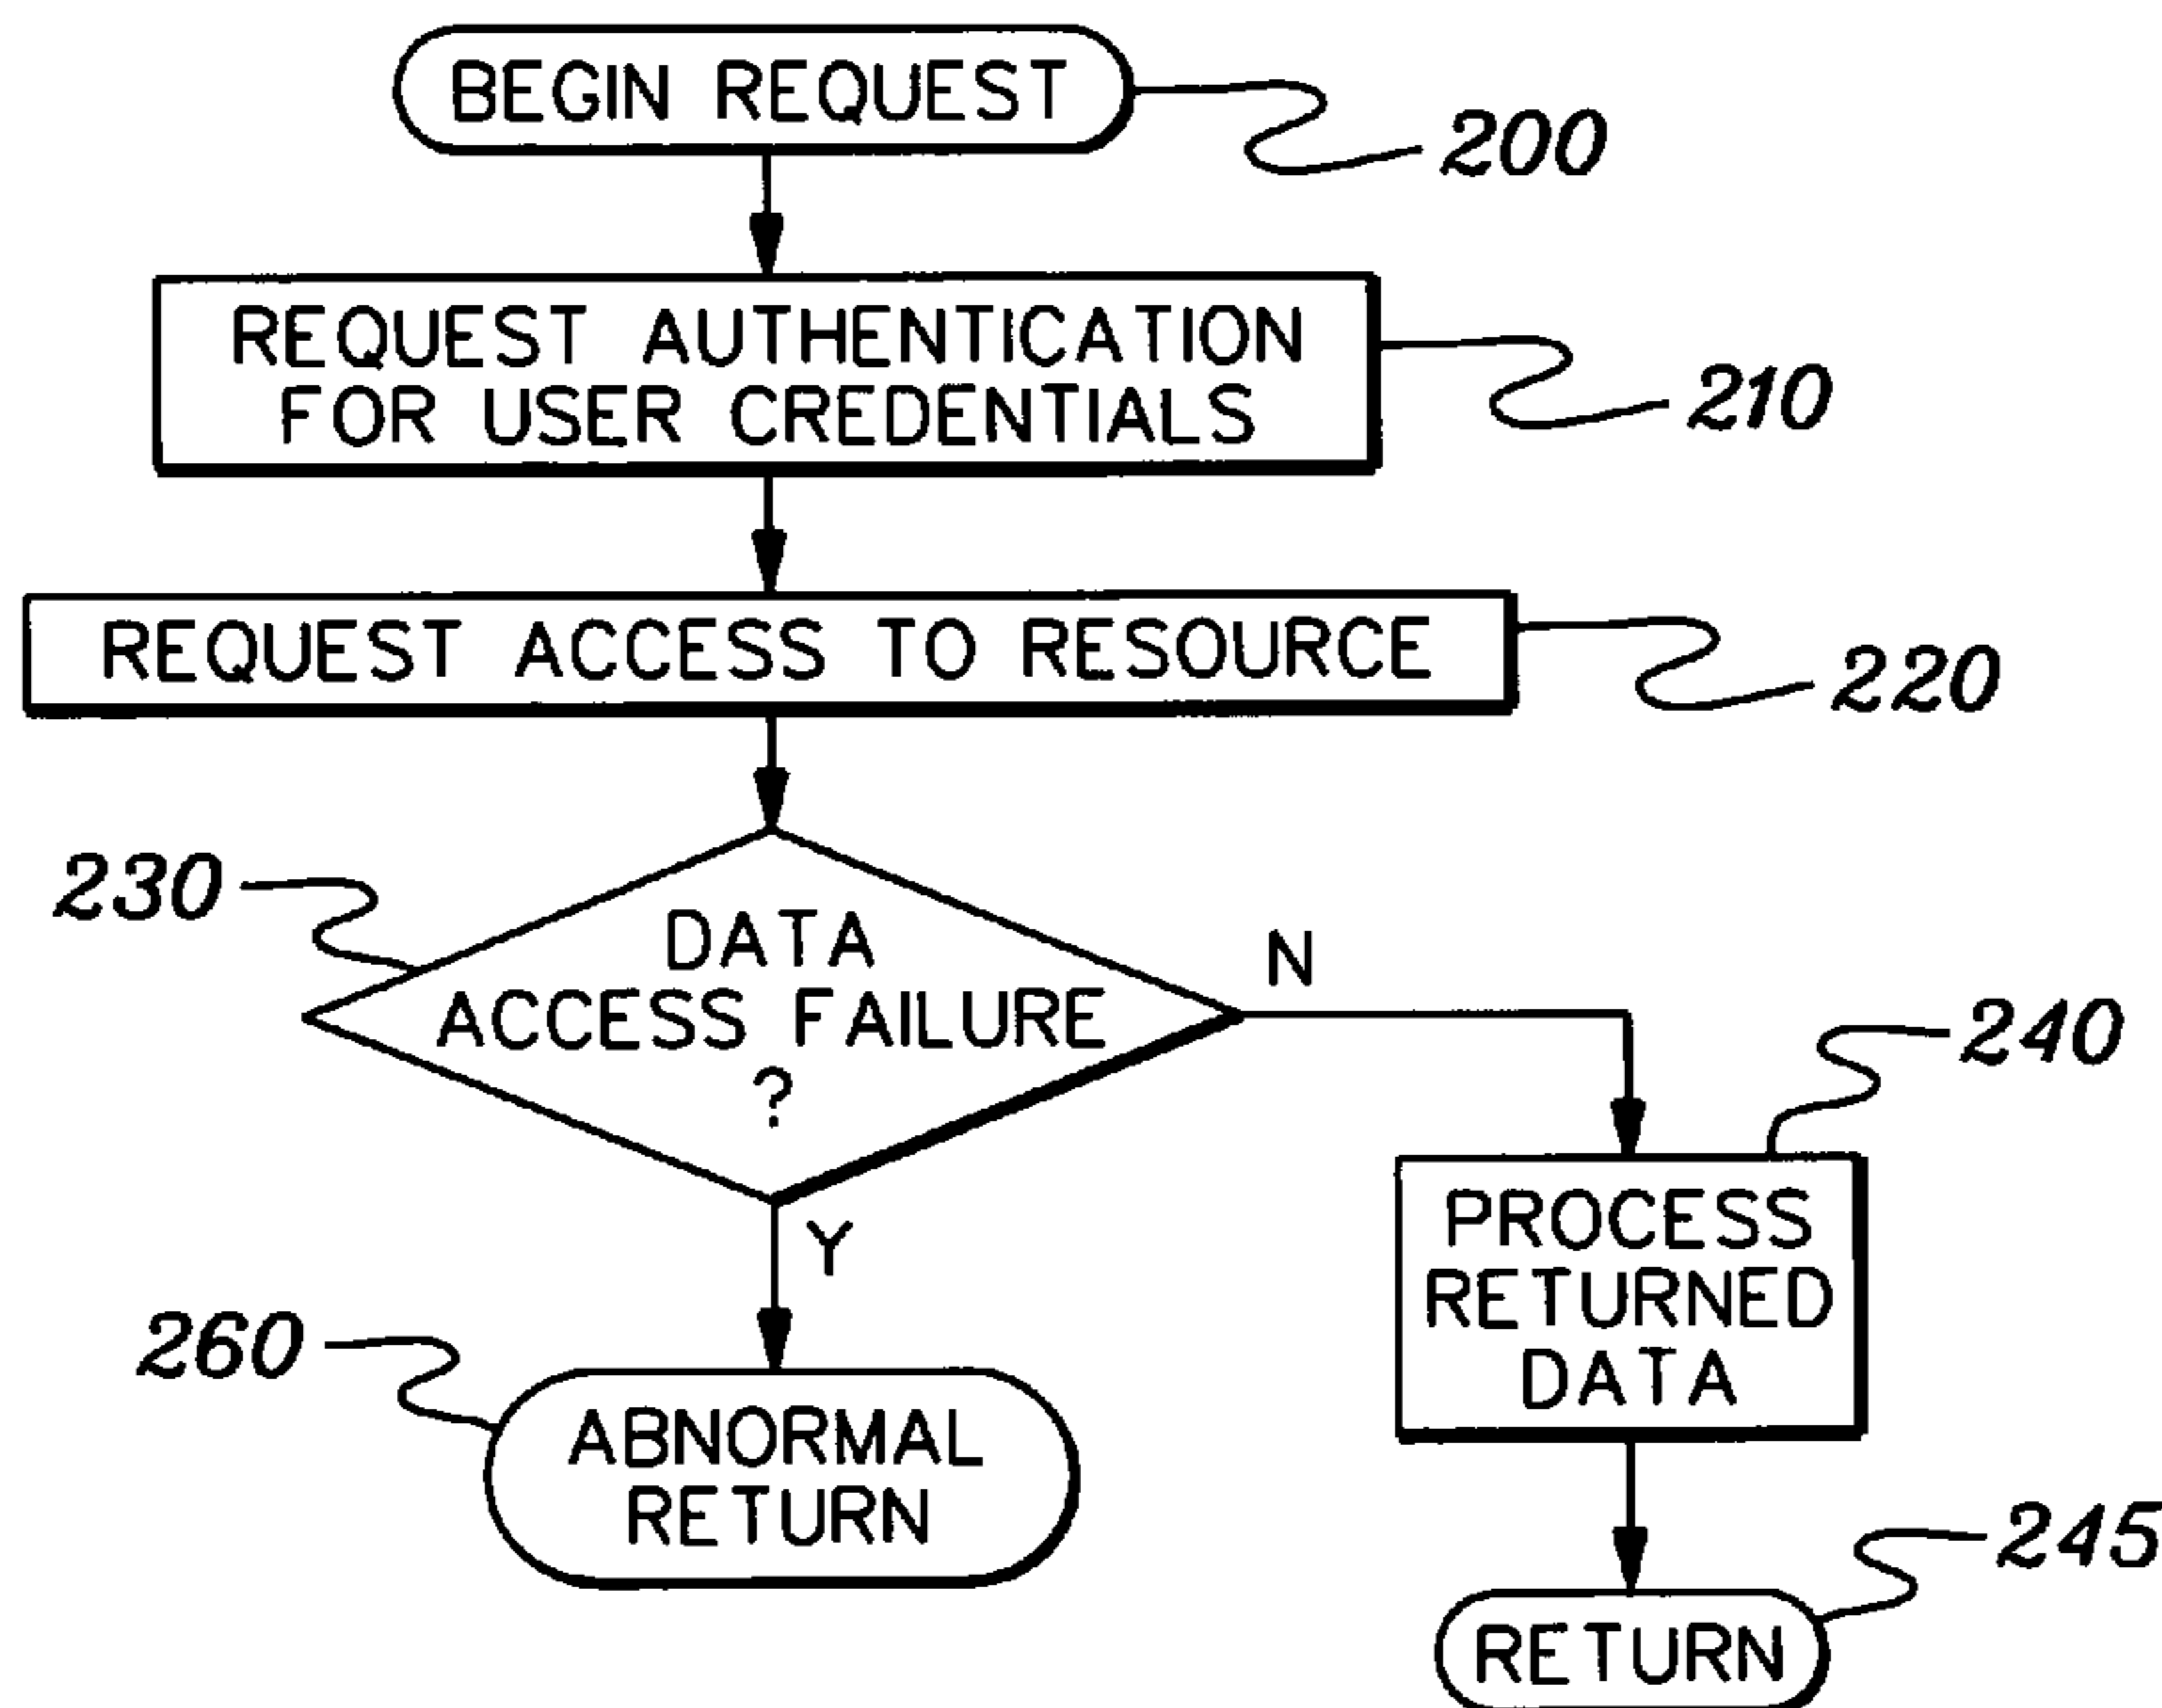 BEGIN REQUEST
200
REQUEST AUTHENTICATION
FOR USER CREDENTIALS
210
REQUEST ACCESS TO RESOURCE
220
230
DATA
ACCESS FAILURE
?
N
240
Y
PROCESS
RETURNED
DATA
260
ABNORMAL
RETURN
245
RETURN